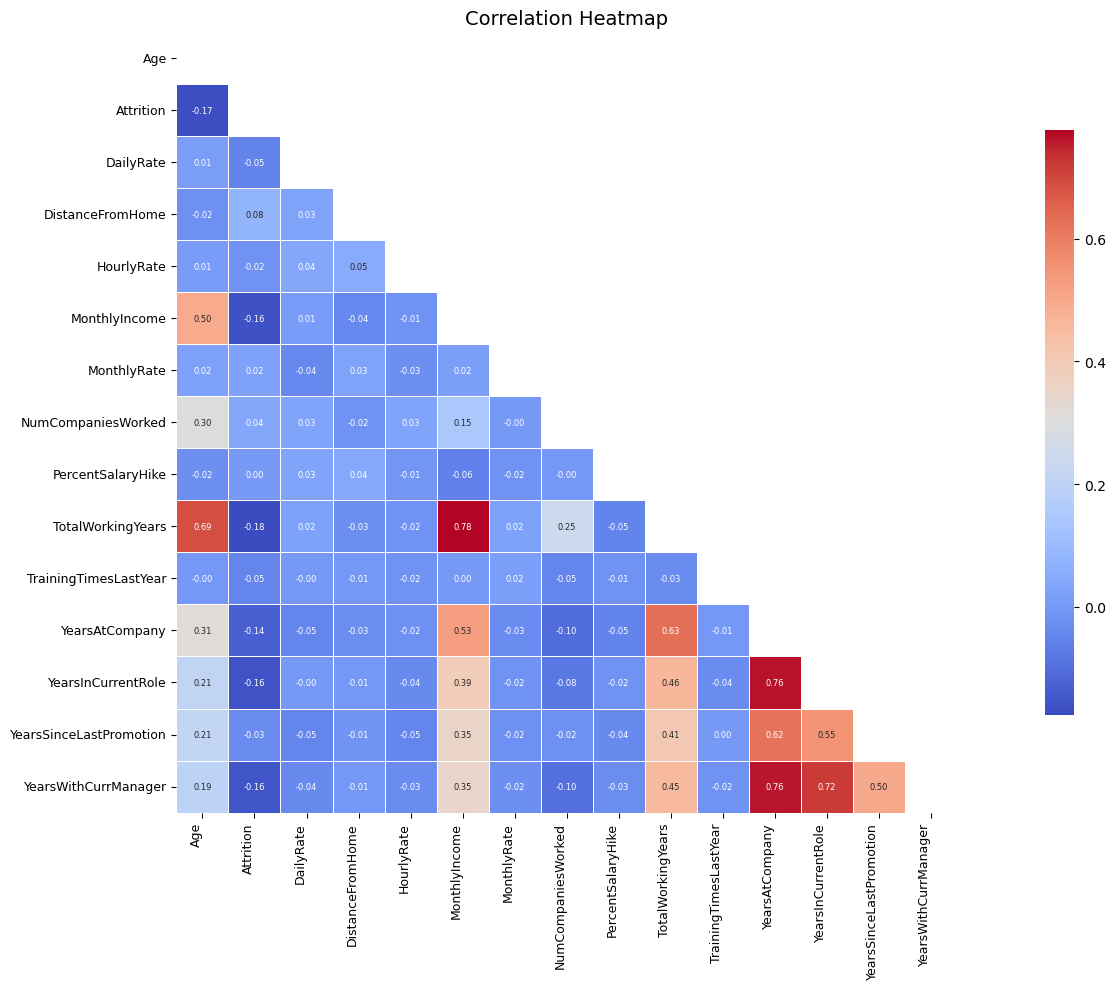 Correlation Heatmap
Age
Attrition -0.17
DailyRate 0.01 -0.05
DistanceFromHome -0.02 0.08 0.03
HourlyRate 0.01 -0.02 0.04 0.05
MonthlyIncome 0.50 -0.16 0.01 -0.04 -0.01
MonthlyRate 0.02 0.02 -0.04 0.03 -0.03 0.02
NumCompaniesWorked 0.30 0.04 0.03 -0.02 0.03 0.15 -0.00
PercentSalaryHike -0.02 0.00 0.03 0.04 -0.01 -0.06 -0.02 -0.00
TotalWorkingYears 0.69 -0.18 0.02 -0.03 -0.02 0.78 0.02 0.25 -0.05
TrainingTimesLastYear -0.00 -0.05 -0.00 -0.01 -0.02 0.00 0.02 -0.05 -0.01 -0.03
YearsAtCompany 0.31 -0.14 -0.05 -0.03 -0.02 0.53 -0.03 -0.10 -0.05 0.63 -0.01
YearsInCurrentRole 0.21 -0.16 -0.00 -0.01 -0.04 0.39 -0.02 -0.08 -0.02 0.46 -0.04 0.76
YearsSinceLastPromotion 0.21 -0.03 -0.05 -0.01 -0.05 0.35 -0.02 -0.02 -0.04 0.41 0.00 0.62 0.55
YearsWithCurrManager 0.19 -0.16 -0.04 -0.01 -0.03 0.35 -0.02 -0.10 -0.03 0.45 -0.02 0.76 0.72 0.50
Age
Attrition
DailyRate
DistanceFromHome
HourlyRate
MonthlyIncome
MonthlyRate
NumCompaniesWorked
PercentSalaryHike
TotalWorkingYears
TrainingTimesLastYear
YearsAtCompany
YearsInCurrentRole
YearsSinceLastPromotion
YearsWithCurrManager
0.6
0.4
0.2
0.0